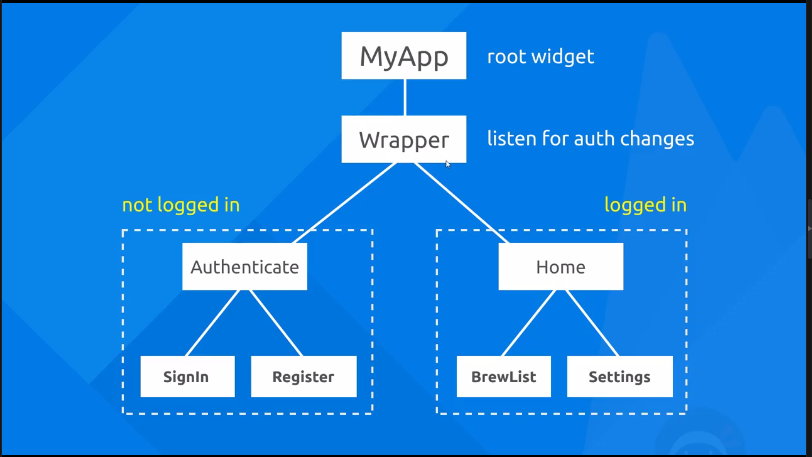 MyApp
root widget
Wrapper
listen for auth changes
not logged in
logged in
Authenticate
Home
SignIn
Register
BrewList
Settings